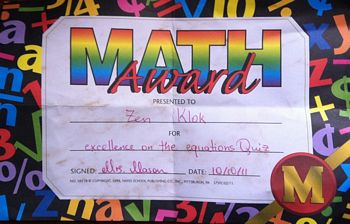 MATH
Award
PRESENTED TO
Zen Klok
FOR
excellence on the equations Quiz
SIGNED: Mrs. Mason DATE: 10/10/11
M